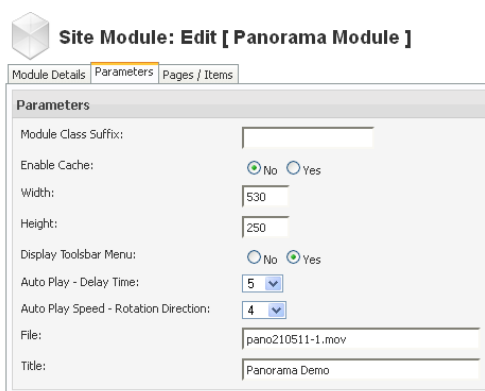 Site Module: Edit [ Panorama Module ]
Module Details Parameters Pages / Items
Parameters
Module Class Suffix:
Enable Cache: No Yes
Width: 530
Height: 250
Display Toolsbar Menu: No Yes
Auto Play - Delay Time: 5
Auto Play Speed - Rotation Direction: 4
File: pano210511-1.mov
Title: Panorama Demo